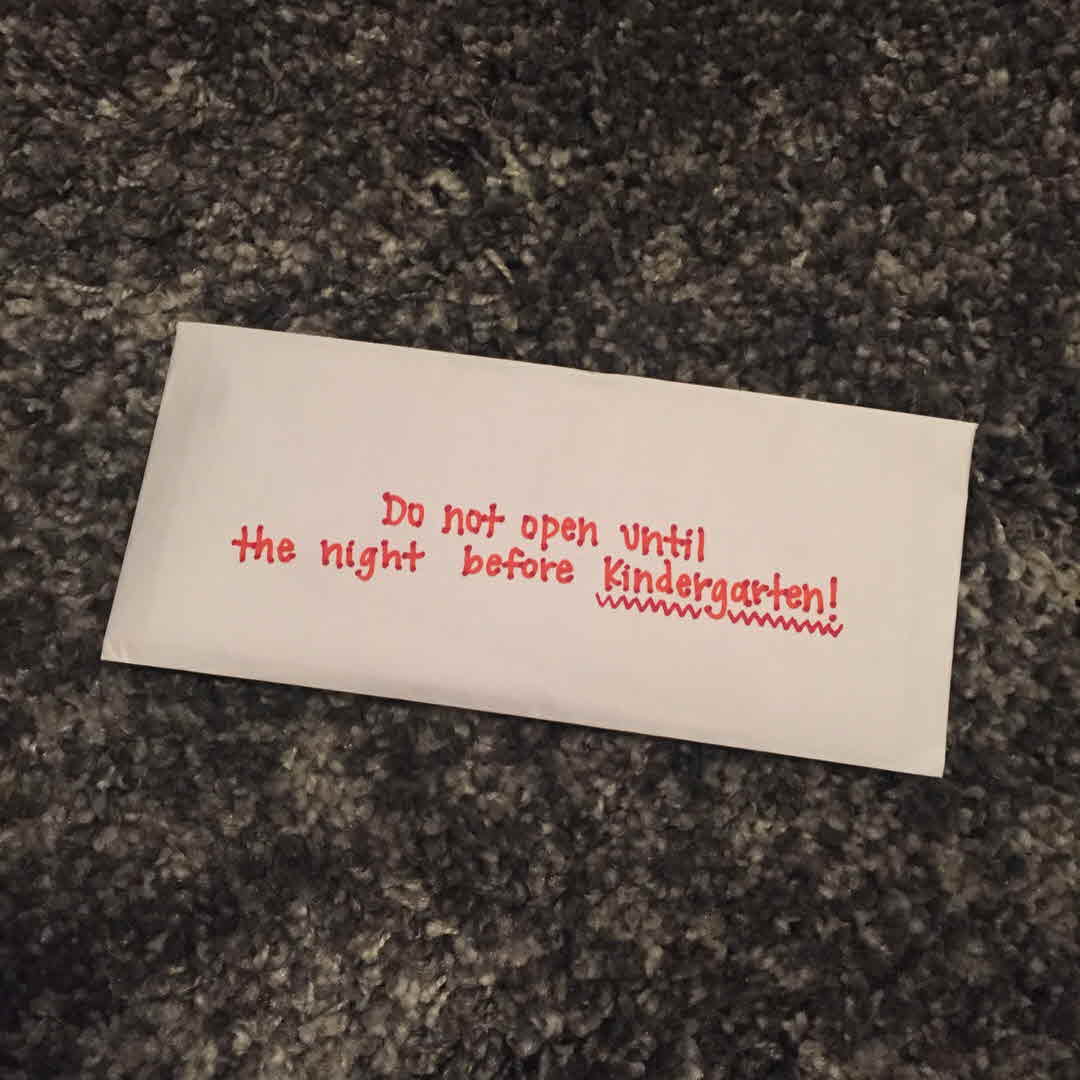 Do not open until
the night before Kindergarten!